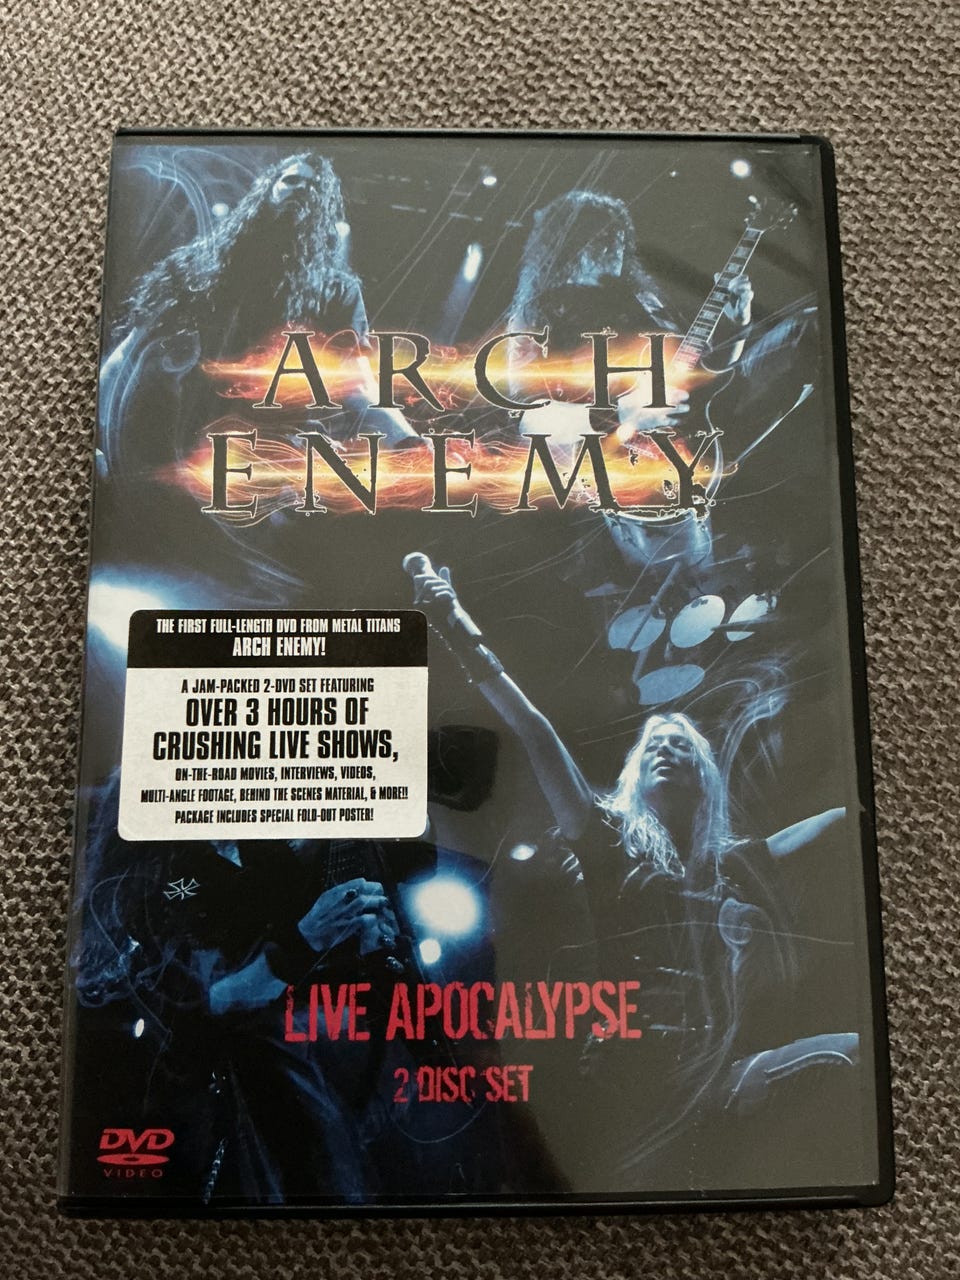 ARCH
ENEMY
THE FIRST FULL-LENGTH DVD FROM METAL TITANS
ARCH ENEMY!
A JAM-PACKED 2-DVD SET FEATURING
OVER 3 HOURS OF
CRUSHING LIVE SHOWS,
ON-THE-ROAD MOVIES, INTERVIEWS, VIDEOS,
MULTI-ANGLE FOOTAGE, BEHIND THE SCENES MATERIAL, & MORE!!
PACKAGE INCLUDES SPECIAL FOLD-OUT POSTER!
LIVE APOCALYPSE
2 DISC SET
DVD
VIDEO